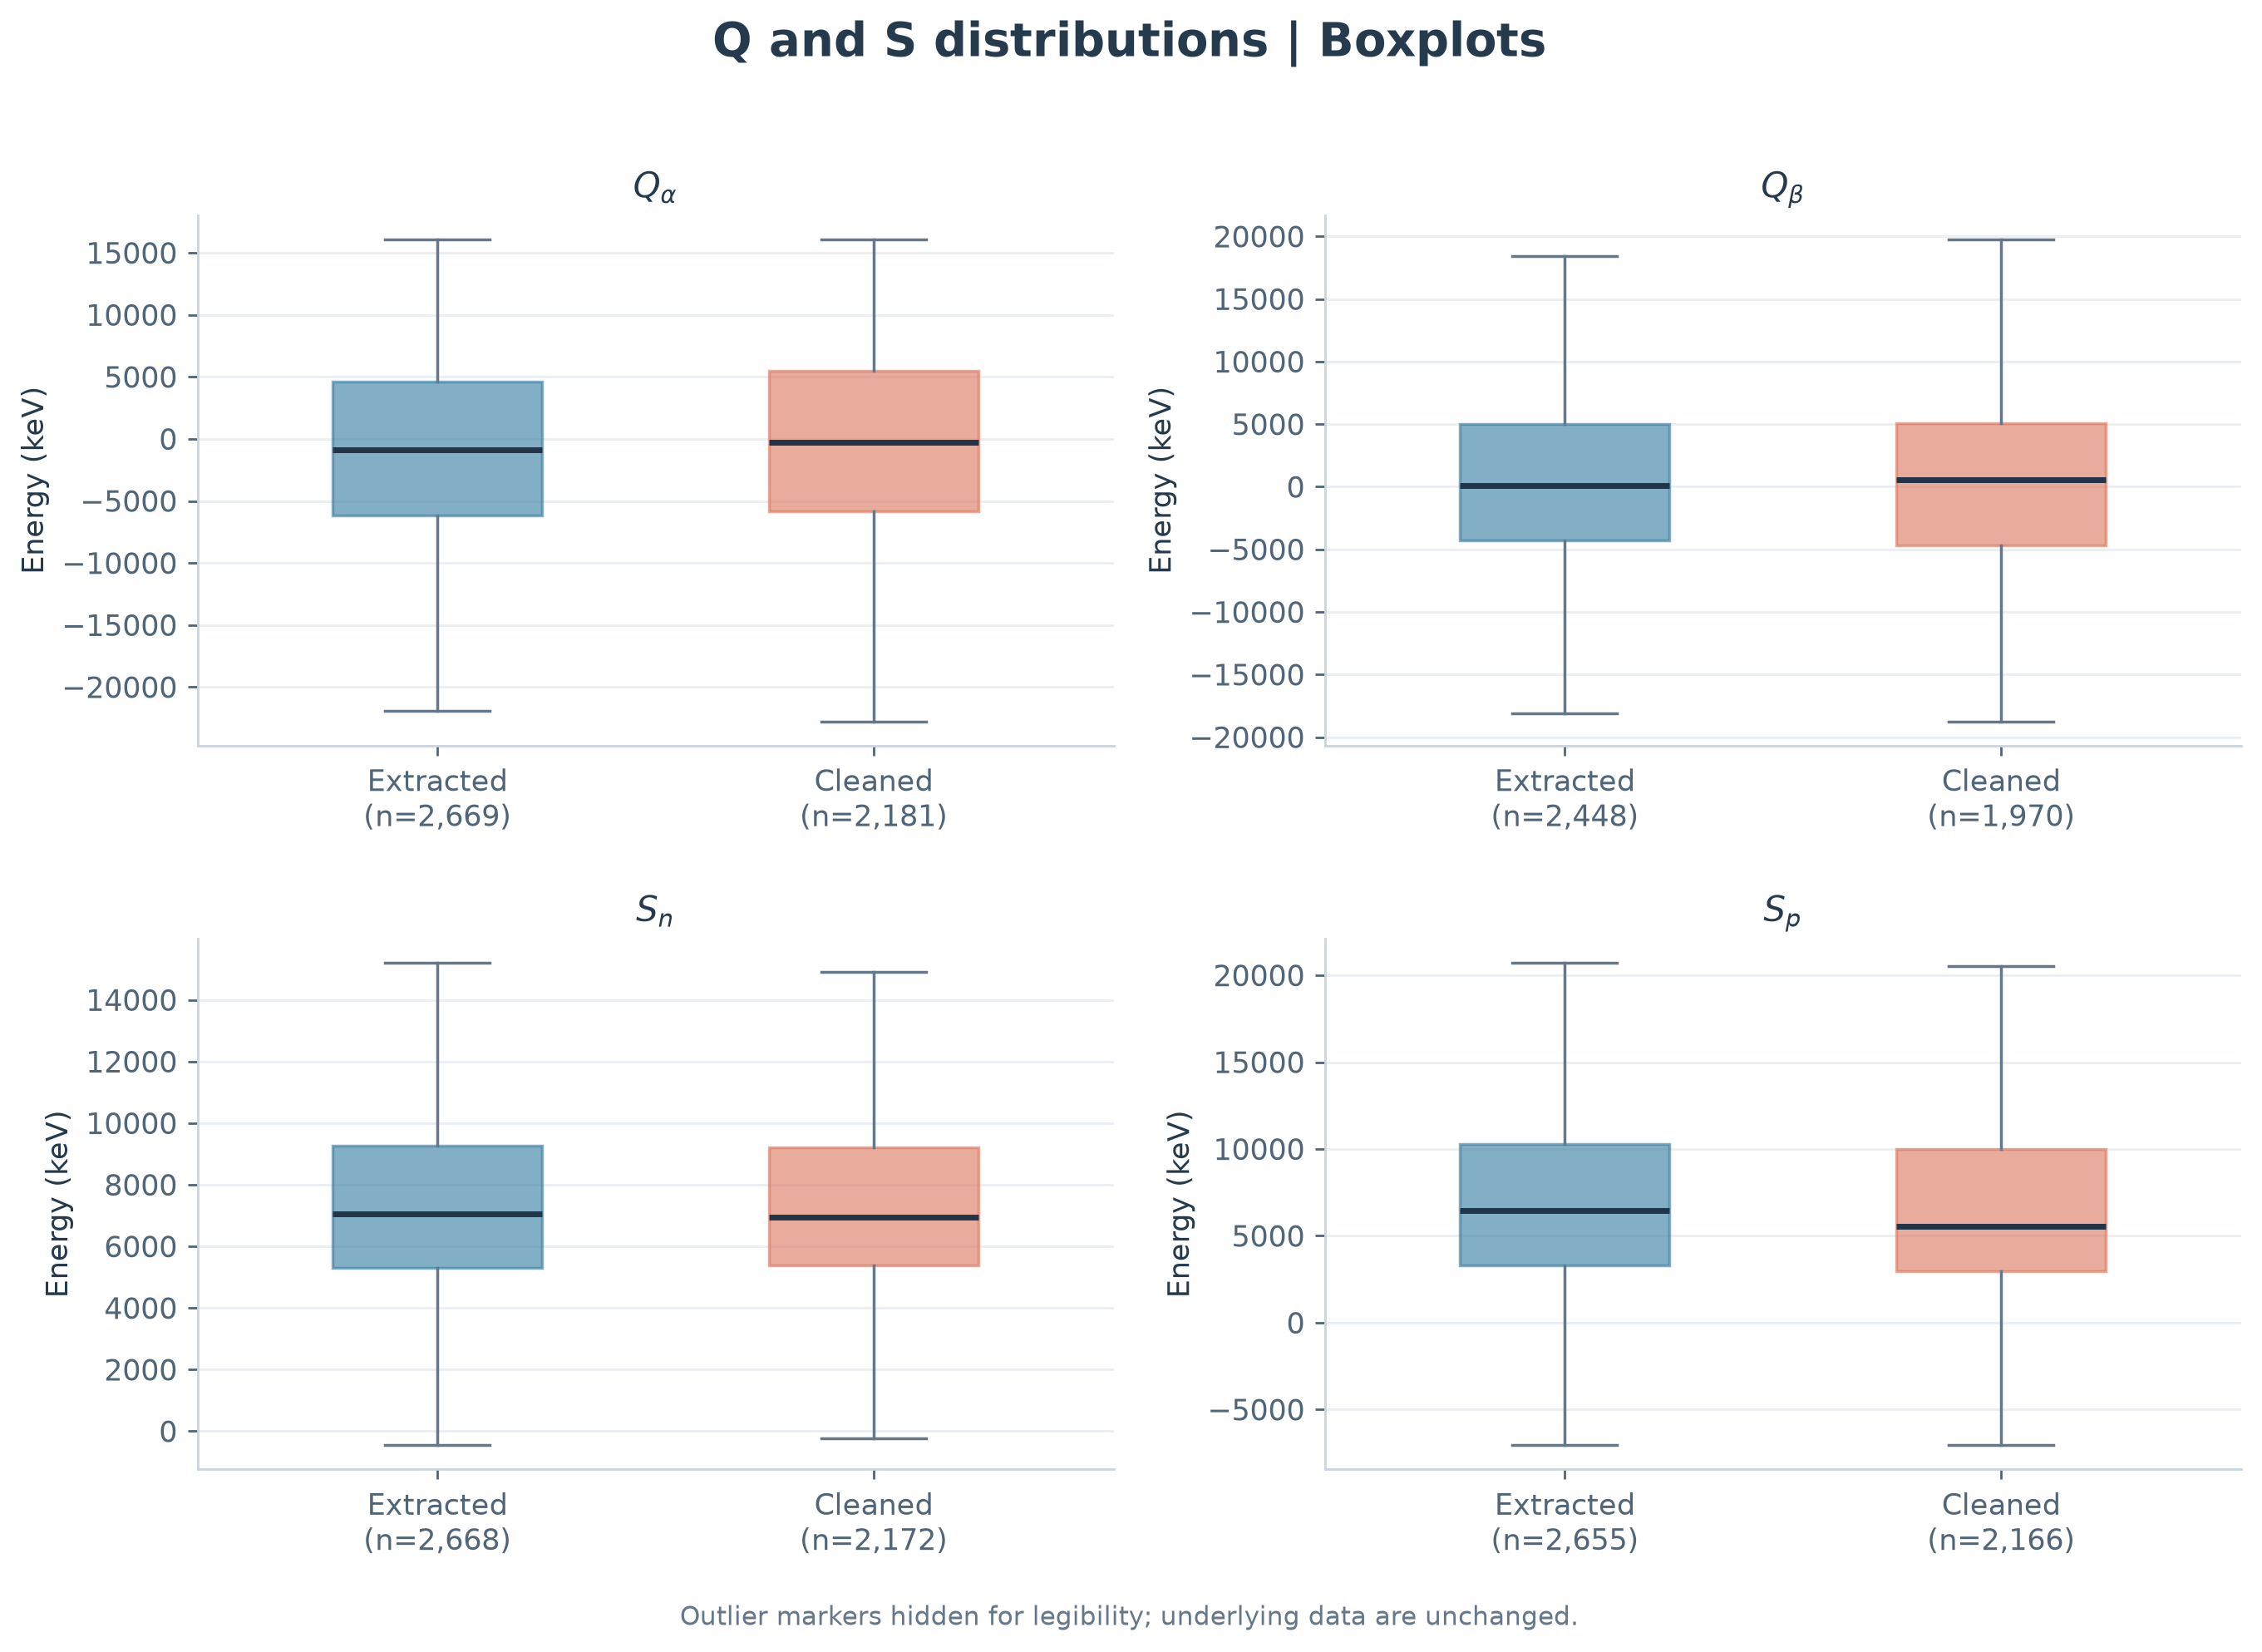 Q and S distributions | Boxplots
Qα
Energy (keV)
15000
10000
5000
0
−5000
−10000
−15000
−20000
Extracted
(n=2,669)
Cleaned
(n=2,181)
Qβ
Energy (keV)
20000
15000
10000
5000
0
−5000
−10000
−15000
−20000
Extracted
(n=2,448)
Cleaned
(n=1,970)
Sn
Energy (keV)
14000
12000
10000
8000
6000
4000
2000
0
Extracted
(n=2,668)
Cleaned
(n=2,172)
Sp
Energy (keV)
20000
15000
10000
5000
0
−5000
Extracted
(n=2,655)
Cleaned
(n=2,166)
Outlier markers hidden for legibility; underlying data are unchanged.